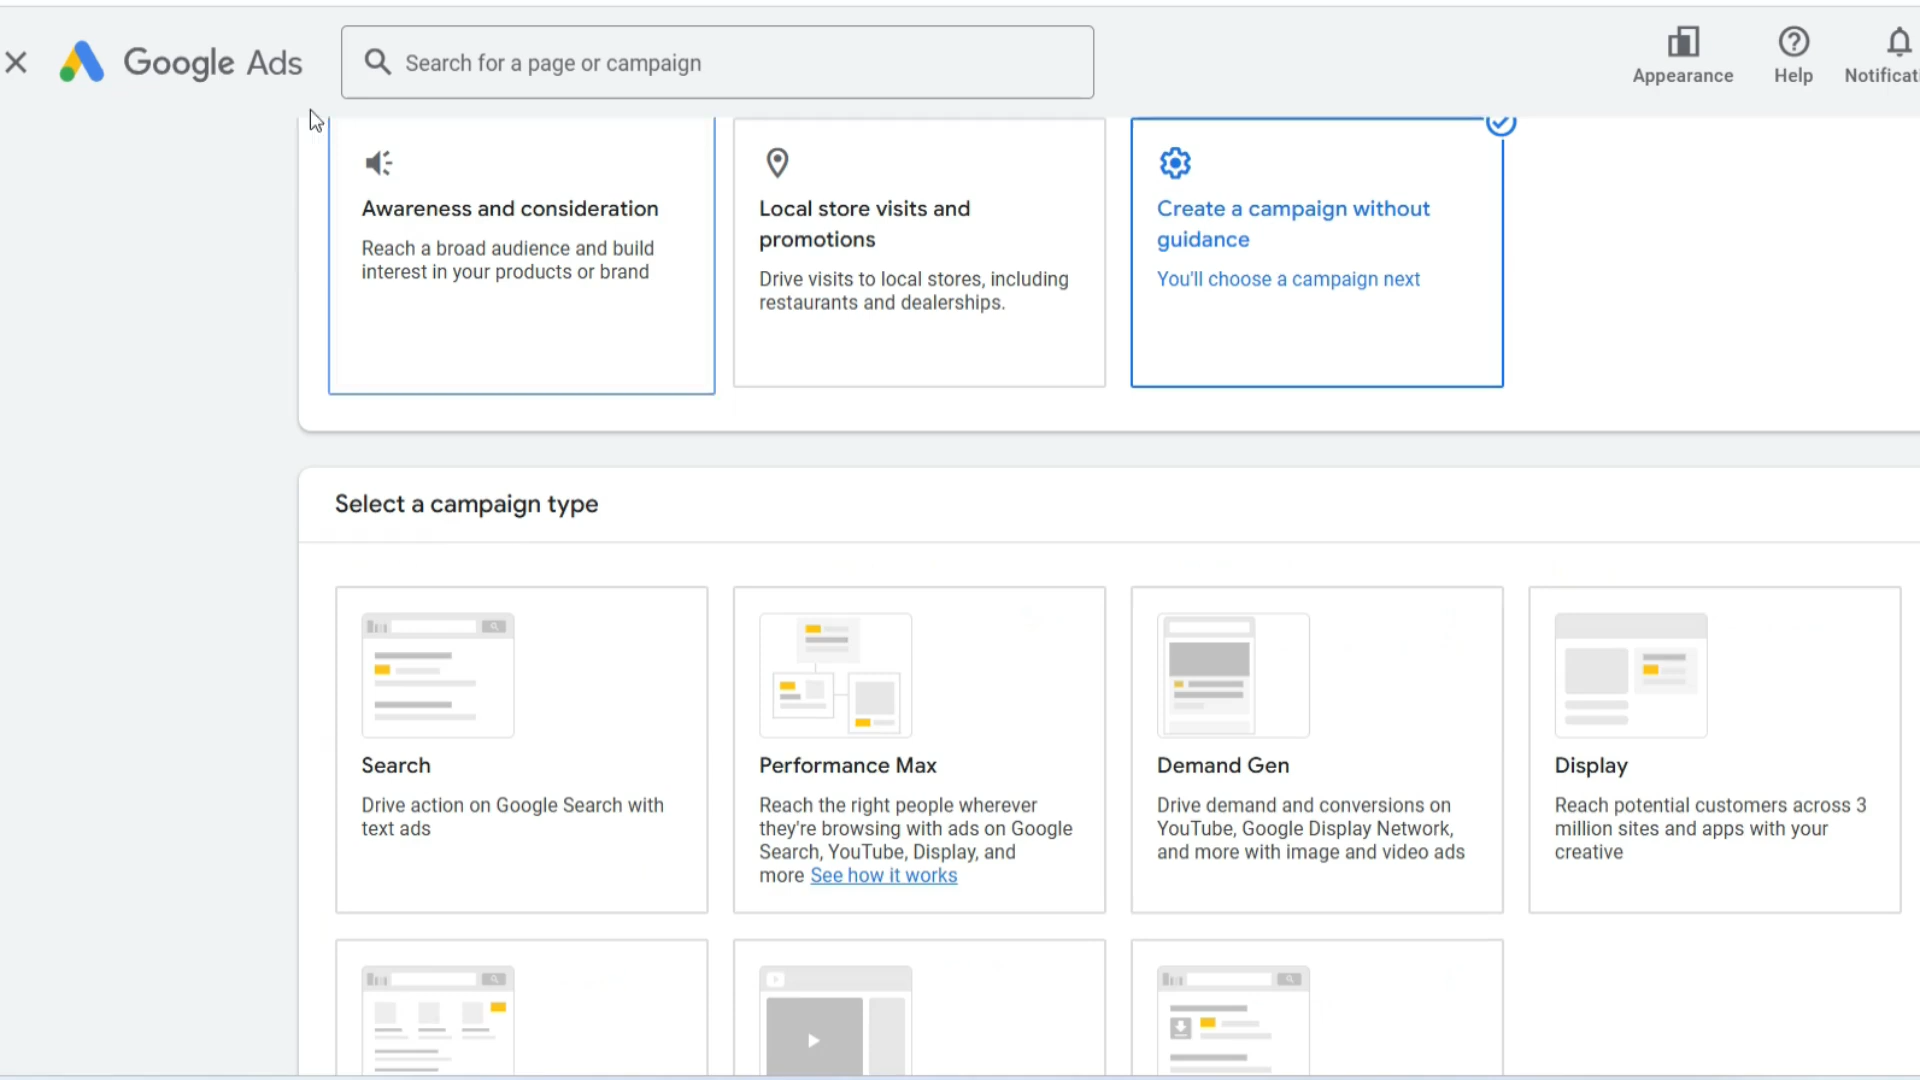 Google Ads
Search for a page or campaign
Appearance
Help
Notificati
Awareness and consideration
Reach a broad audience and build
interest in your products or brand
Local store visits and
promotions
Drive visits to local stores, including
restaurants and dealerships.
Create a campaign without
guidance
You'll choose a campaign next
Select a campaign type
Search
Drive action on Google Search with
text ads
Performance Max
Reach the right people wherever
they're browsing with ads on Google
Search, YouTube, Display, and
more See how it works
Demand Gen
Drive demand and conversions on
YouTube, Google Display Network,
and more with image and video ads
Display
Reach potential customers across 3
million sites and apps with your
creative